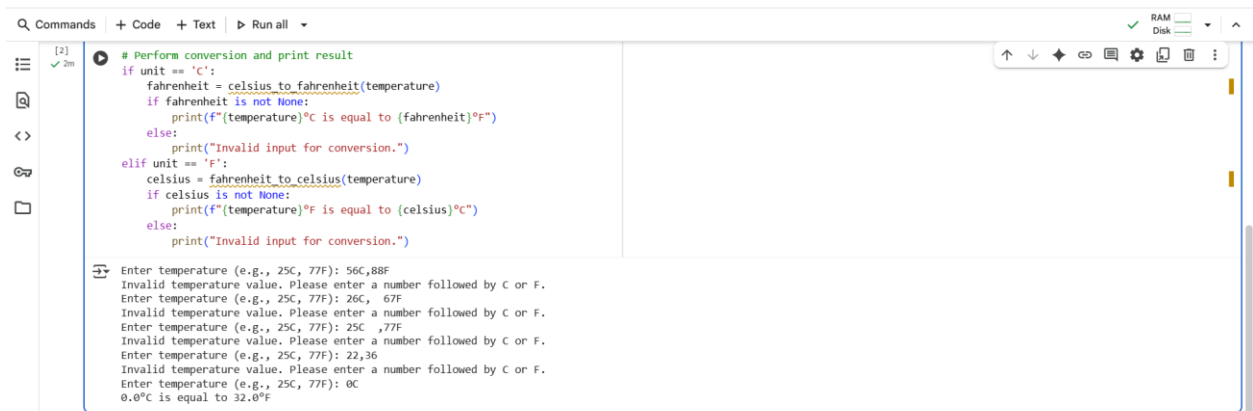 Commands + Code + Text Run all RAM
Disk
[2]
2m
# Perform conversion and print result
if unit == 'C':
    fahrenheit = celsius_to_fahrenheit(temperature)
    if fahrenheit is not None:
        print(f"{temperature}°C is equal to {fahrenheit}°F")
    else:
        print("Invalid input for conversion.")
elif unit == 'F':
    celsius = fahrenheit_to_celsius(temperature)
    if celsius is not None:
        print(f"{temperature}°F is equal to {celsius}°C")
    else:
        print("Invalid input for conversion.")
Enter temperature (e.g., 25C, 77F): 56C,88F
Invalid temperature value. Please enter a number followed by C or F.
Enter temperature (e.g., 25C, 77F): 26C,  67F
Invalid temperature value. Please enter a number followed by C or F.
Enter temperature (e.g., 25C, 77F): 25C  ,77F
Invalid temperature value. Please enter a number followed by C or F.
Enter temperature (e.g., 25C, 77F): 22,36
Invalid temperature value. Please enter a number followed by C or F.
Enter temperature (e.g., 25C, 77F): 0C
0.0°C is equal to 32.0°F